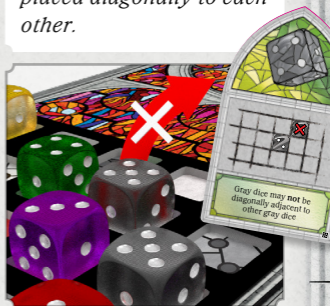 placed diagonally to each
other.
Gray dice may not be
diagonally adjacent to
other gray dice